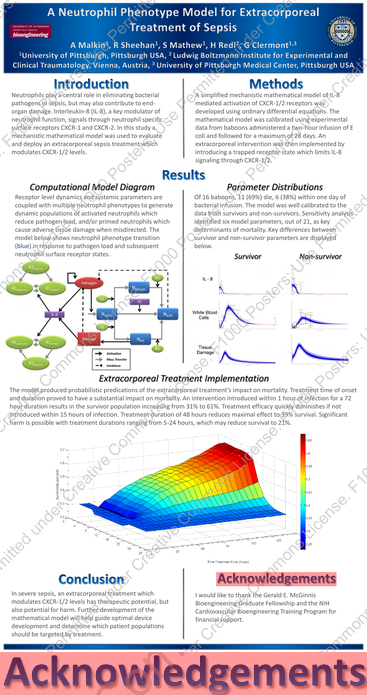 A Neutrophil Phenotype Model for Extracorporeal
Treatment of Sepsis
A Malkin¹, R Sheehan¹, S Mathew¹, H Redl², G Clermont¹,³
¹University of Pittsburgh, Pittsburgh USA, ² Ludwig Boltzmann Institute for Experimental and
Clinical Traumatology, Vienna, Austria, ³ University of Pittsburgh Medical Center, Pittsburgh USA
bioengineering
Introduction
Neutrophils play a central role in eliminating bacterial
pathogens in sepsis, but may also contribute to end-
organ damage. Interleukin-8 (IL-8), a key modulator of
neutrophil function, signals through neutrophil specific
surface receptors CXCR-1 and CXCR-2. In this study a
mechanistic mathematical model was used to evaluate
and deploy an extracorporeal sepsis treatment which
modulates CXCR-1/2 levels.
Methods
A simplified mechanistic mathematical model of IL-8
mediated activation of CXCR-1/2 receptors was
developed using ordinary differential equations. The
mathematical model was calibrated using experimental
data from baboons administered a two-hour infusion of E
coli and followed for a maximum of 28 days. An
extracorporeal intervention was then implemented by
introducing a trapped receptor state which limits IL-8
signaling through CXCR-1/2.
Results
Computational Model Diagram
Receptor level dynamics and systemic parameters are
coupled with multiple neutrophil phenotypes to generate
dynamic populations of activated neutrophils which
reduce pathogen load, and/or primed neutrophils which
cause adverse tissue damage when misdirected. The
model below shows neutrophil phenotype transition
(blue) in response to pathogen load and subsequent
neutrophil surface receptor states.
Pathogen
Activation
Mass Transfer
Inhibition
Parameter Distributions
Of 16 baboons, 11 (69%) die, 6 (38%) within one day of
bacterial infusion. The model was well calibrated to the
data from survivors and non-survivors. Sensitivity analysis
identified six model parameters, out of 21, as key
determinants of mortality. Key differences between
survivor and non-survivor parameters are displayed
below.
Survivor Non-survivor
IL - 8
White Blood
Cells
Tissue
Damage
Extracorporeal Treatment Implementation
The model produced probabilistic predications of the extracorporeal treatment's impact on mortality. Treatment time of onset
and duration proved to have a substantial impact on mortality. An intervention introduced within 1 hour of infection for a 72
hour duration results in the survivor population increasing from 31% to 61%. Treatment efficacy quickly diminishes if not
introduced within 15 hours of infection. Treatment duration of 48 hours reduces maximal effect to 39% survival. Significant
harm is possible with treatment durations ranging from 5-24 hours, which may reduce survival to 21%.
Conclusion
In severe sepsis, an extracorporeal treatment which
modulates CXCR-1/2 levels has therapeutic potential, but
also potential for harm. Further development of the
mathematical model will help guide optimal device
development and determine which patient populations
should be targeted by treatment.
Acknowledgements
I would like to thank the Gerald E. McGinnis
Bioengineering Graduate Fellowship and the NIH
Cardiovascular Bioengineering Training Program for
financial support.
Acknowledgements